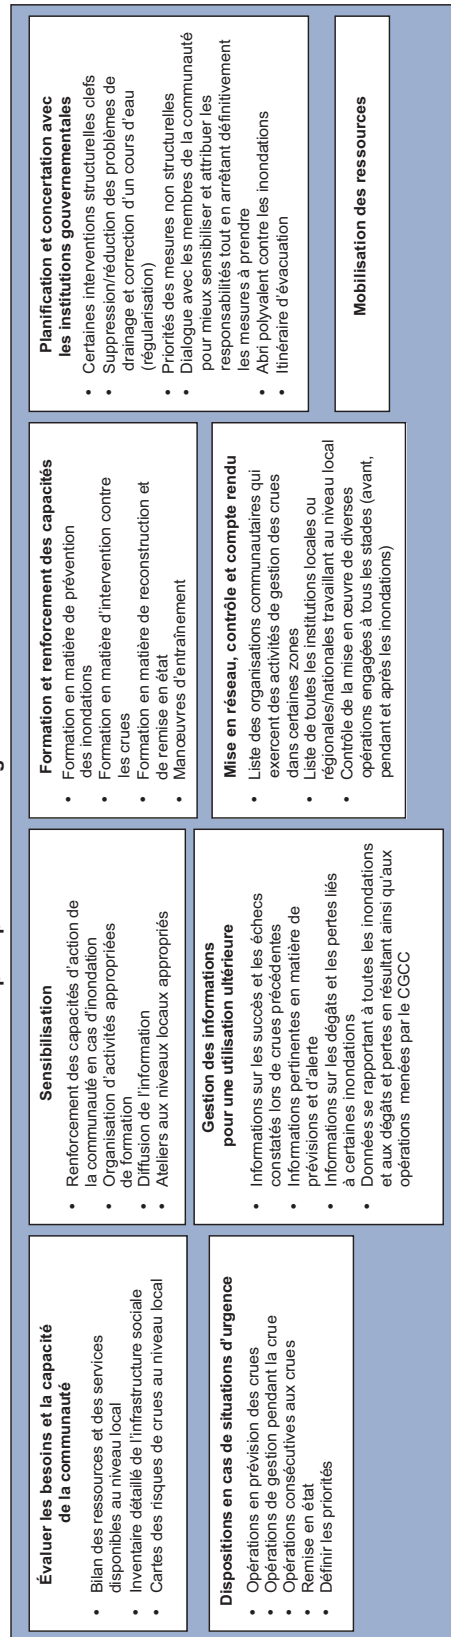 Évaluer les besoins et la capacité
de la communauté
• Bilan des ressources et des services
disponibles au niveau local
• Inventaire détaillé de l'infrastructure sociale
• Cartes des risques de crues au niveau local
Sensibilisation
• Renforcement des capacités d'action de
la communauté en cas d'inondation
• Organisation d'activités appropriées
de formation
• Diffusion de l'information
• Ateliers aux niveaux locaux appropriés
Formation et renforcement des capacités
• Formation en matière de prévention
des inondations
• Formation en matière d'intervention contre
les crues
• Formation en matière de reconstruction et
de remise en état
• Manœuvres d'entraînement
Planification et concertation avec
les institutions gouvernementales
• Certaines interventions structurelles clefs
• Suppression/réduction des problèmes de
drainage et correction d'un cours d'eau
(régularisation)
• Priorités des mesures non structurelles
• Dialogue avec les membres de la communauté
pour mieux sensibiliser et attribuer les
responsabilités tout en arrêtant définitivement
les mesures à prendre
• Abri polyvalent contre les inondations
• Itinéraire d'évacuation
Dispositions en cas de situations d'urgence
• Opérations en prévision des crues
• Opérations de gestion pendant la crue
• Opérations consécutives aux crues
• Remise en état
• Définir les priorités
Gestion des informations
pour une utilisation ultérieure
• Informations sur les succès et les échecs
constatés lors de crues précédentes
• Informations pertinentes en matière de
prévisions et d'alerte
• Informations sur les dégâts et les pertes liés
à certaines inondations
• Données se rapportant à toutes les inondations
et aux dégâts et pertes en résultant ainsi qu'aux
opérations menées par le CGCC
Mise en réseau, contrôle et compte rendu
• Liste des organisations communautaires qui
exercent des activités de gestion des crues
dans certaines zones
• Liste de toutes les institutions locales ou
régionales/nationales travaillant au niveau local
• Contrôle de la mise en œuvre de diverses
opérations engagées à tous les stades (avant,
pendant et après les inondations)
Mobilisation des ressources